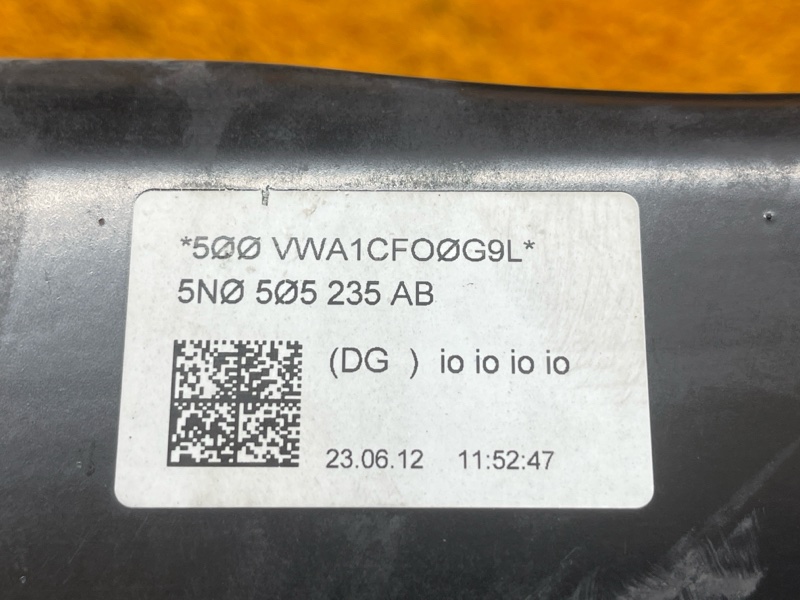 *5ØØ VWA1CFOØG9L*
5NØ 5Ø5 235 AB
(DG ) io io io io
23.06.12 11:52:47